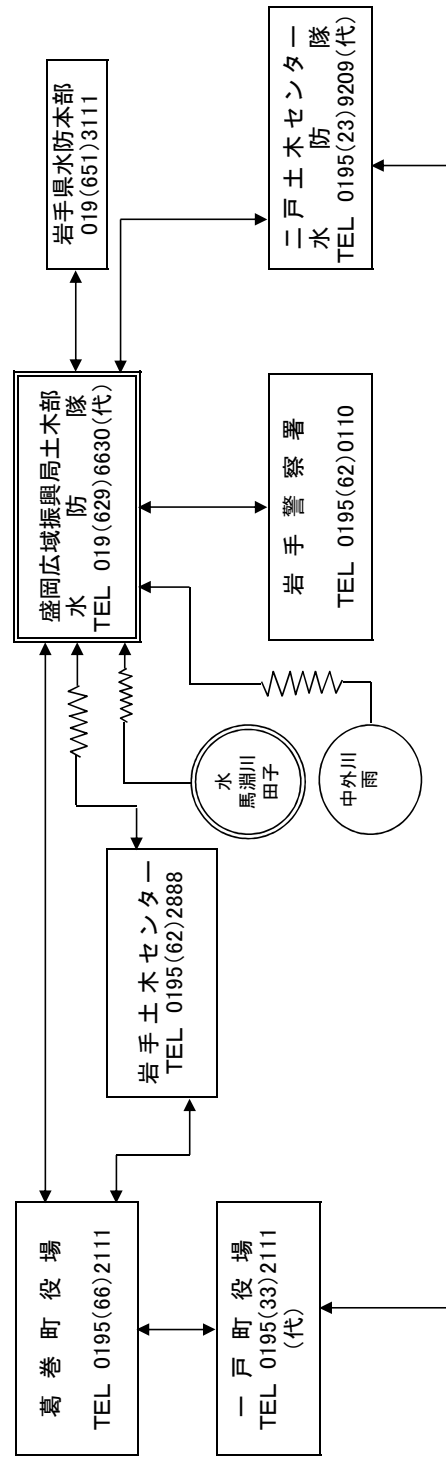 葛巻町役場
TEL 0195(66)2111
一戸町役場
TEL 0195(33)2111
(代)
岩手土木センター
TEL 0195(62)2888
盛岡広域振興局土木部
水防隊
TEL 019(629)6630(代)
水
馬淵川
田子
中外川
雨
岩手警察署
TEL 0195(62)0110
岩手県水防本部
019(651)3111
二戸土木センター
水防隊
TEL 0195(23)9209(代)